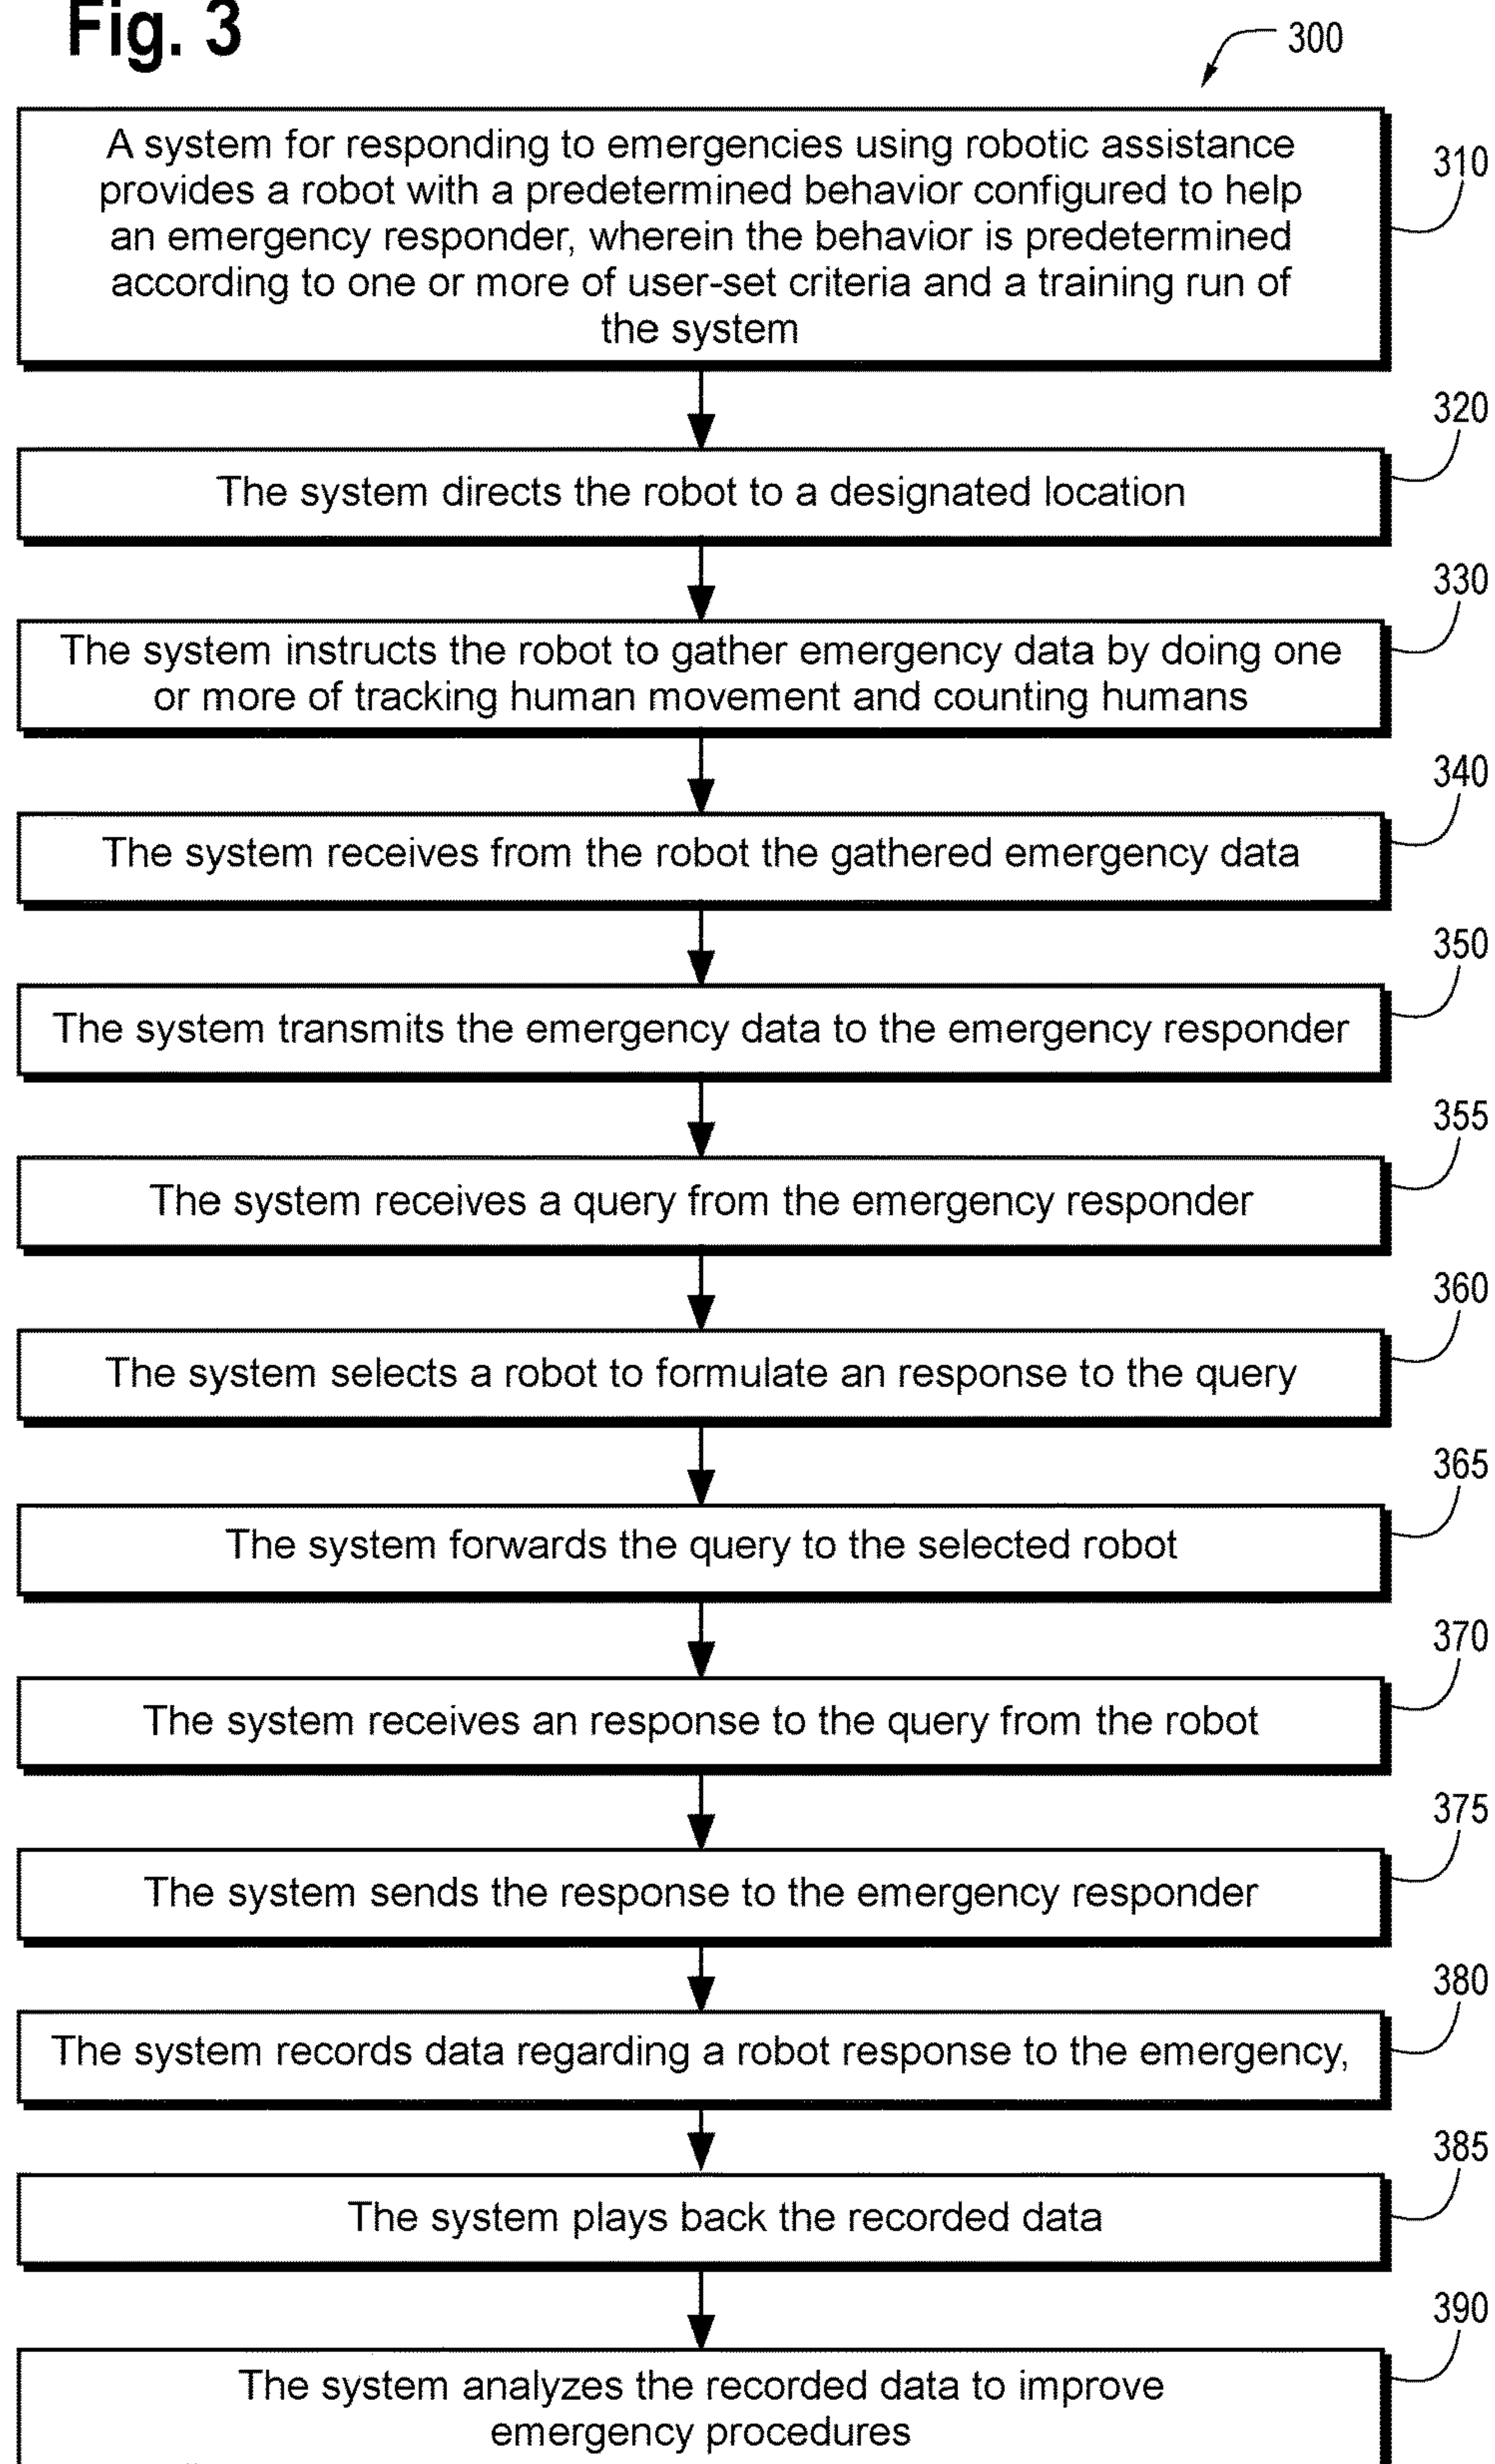 Fig. 3
300
A system for responding to emergencies using robotic assistance
provides a robot with a predetermined behavior configured to help
an emergency responder, wherein the behavior is predetermined
according to one or more of user-set criteria and a training run of
the system
310
320
The system directs the robot to a designated location
330
The system instructs the robot to gather emergency data by doing one
or more of tracking human movement and counting humans
340
The system receives from the robot the gathered emergency data
350
The system transmits the emergency data to the emergency responder
355
The system receives a query from the emergency responder
360
The system selects a robot to formulate an response to the query
365
The system forwards the query to the selected robot
370
The system receives an response to the query from the robot
375
The system sends the response to the emergency responder
380
The system records data regarding a robot response to the emergency,
385
The system plays back the recorded data
390
The system analyzes the recorded data to improve
emergency procedures